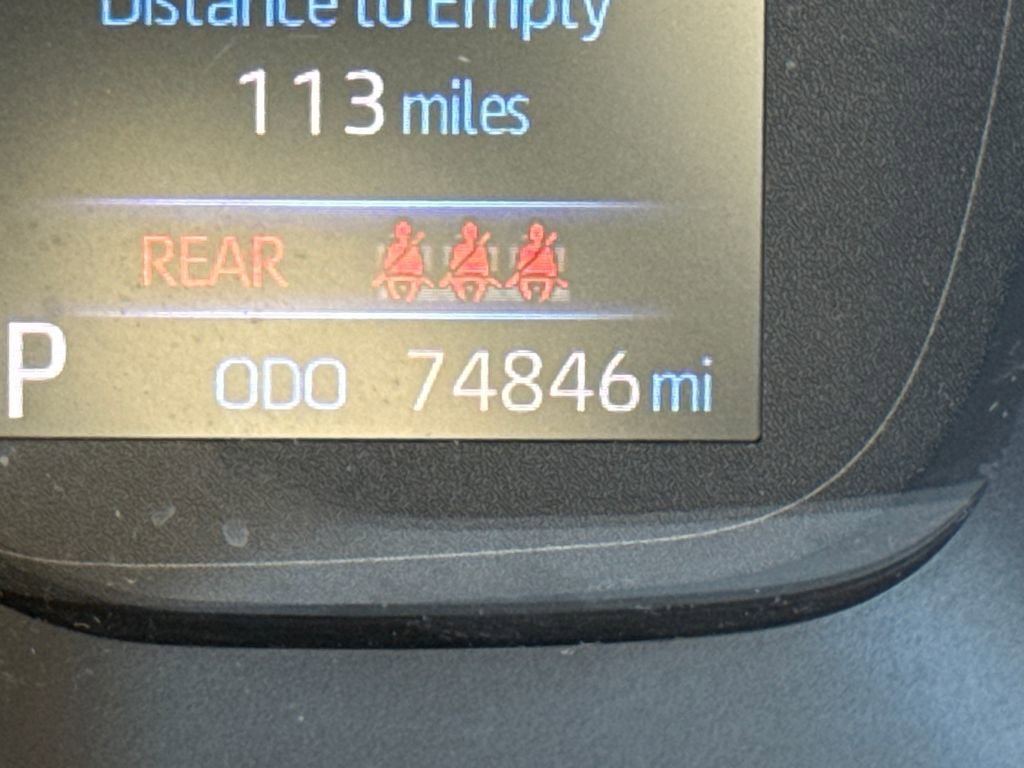 Distance to Empty
113 miles
REAR
P ODO 74846 mi